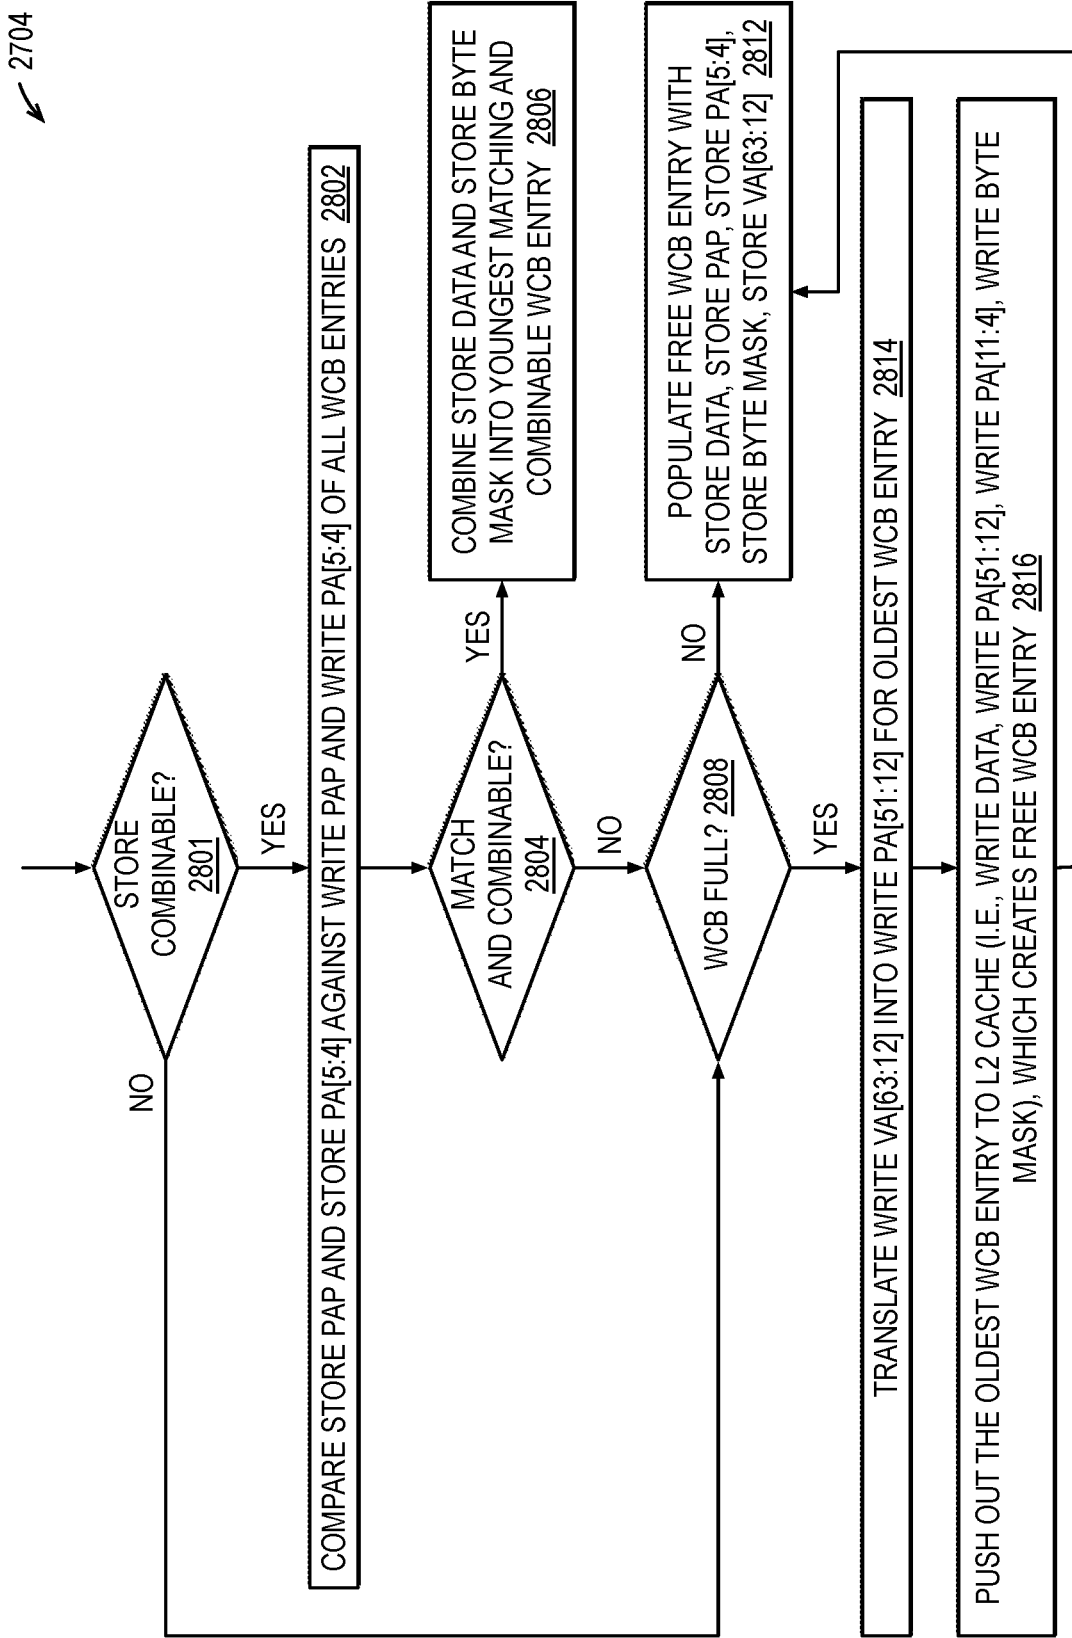 2704
STORE
COMBINABLE?
2801
NO
YES
COMPARE STORE PAP AND STORE PA[5:4] AGAINST WRITE PAP AND WRITE PA[5:4] OF ALL WCB ENTRIES 2802
MATCH
AND COMBINABLE?
2804
YES
COMBINE STORE DATA AND STORE BYTE
MASK INTO YOUNGEST MATCHING AND
COMBINABLE WCB ENTRY 2806
NO
WCB FULL? 2808
NO
POPULATE FREE WCB ENTRY WITH
STORE DATA, STORE PAP, STORE PA[5:4],
STORE BYTE MASK, STORE VA[63:12] 2812
YES
TRANSLATE WRITE VA[63:12] INTO WRITE PA[51:12] FOR OLDEST WCB ENTRY 2814
PUSH OUT THE OLDEST WCB ENTRY TO L2 CACHE (I.E., WRITE DATA, WRITE PA[51:12], WRITE PA[11:4], WRITE BYTE
MASK), WHICH CREATES FREE WCB ENTRY 2816